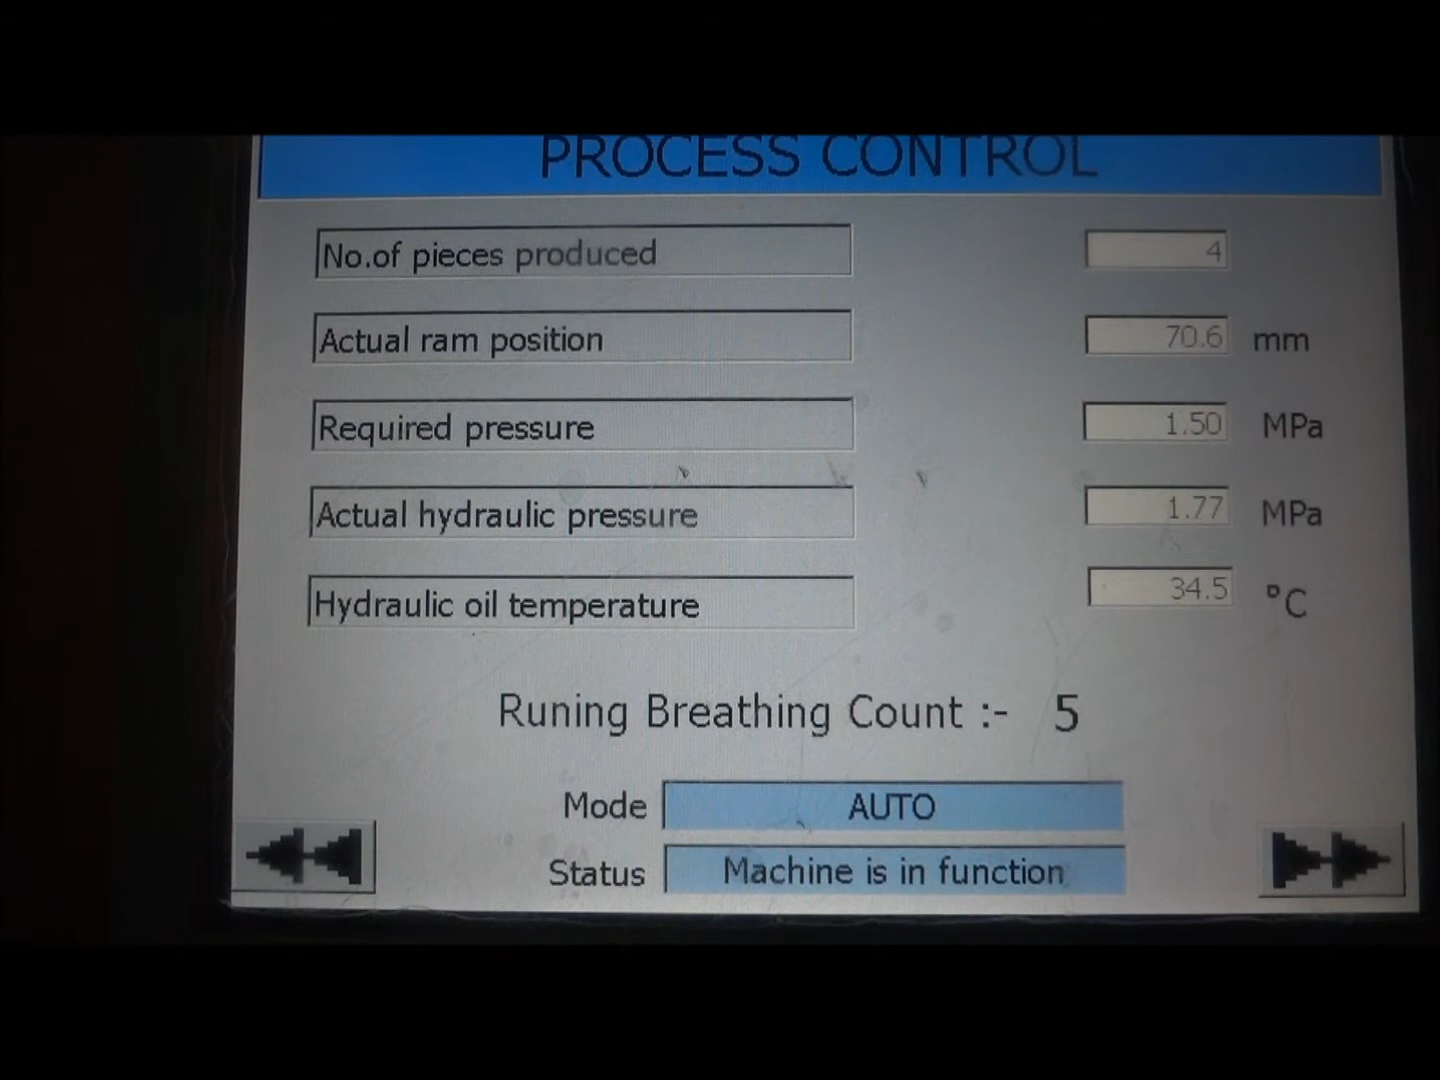 PROCESS CONTROL
No.of pieces produced 4
Actual ram position 70.6 mm
Required pressure 1.50 MPa
Actual hydraulic pressure 1.77 MPa
Hydraulic oil temperature 34.5 °C
Runing Breathing Count :- 5
Mode AUTO
Status Machine is in function